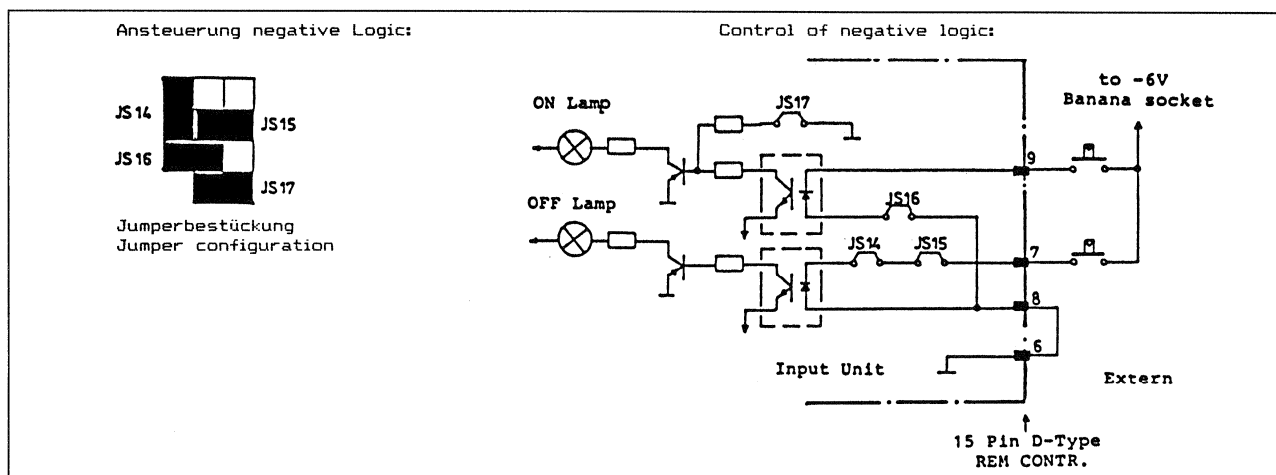 Ansteuerung negative Logic:
JS14
JS15
JS16
JS17
Jumperbestückung
Jumper configuration
Control of negative logic:
to -6V
Banana socket
ON Lamp
JS17
9
JS16
OFF Lamp
JS14
JS15
7
8
6
Input Unit
Extern
15 Pin D-Type
REM CONTR.